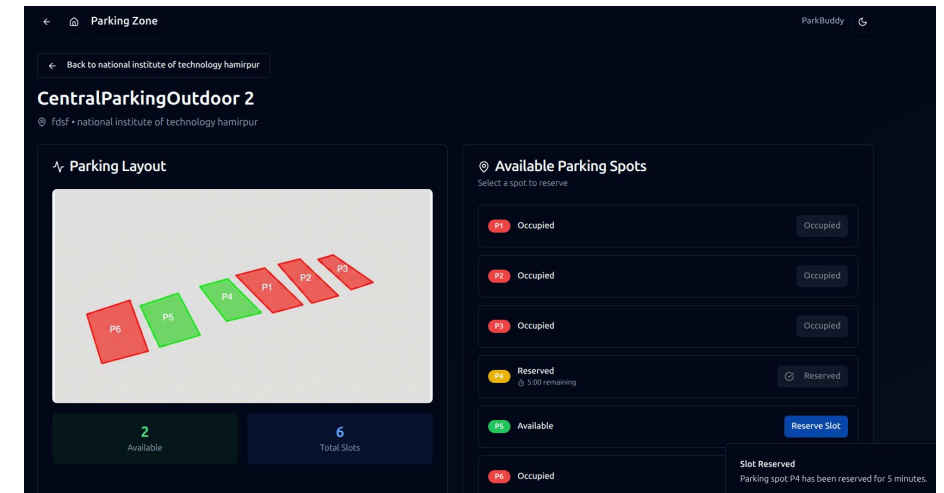 Parking Zone
ParkBuddy
Back to national institute of technology hamirpur
CentralParkingOutdoor 2
fdsf • national institute of technology hamirpur
Parking Layout
P3
P2
P1
P4
P5
P6
2
Available
6
Total Slots
Available Parking Spots
Select a spot to reserve
P1 Occupied Occupied
P2 Occupied Occupied
P3 Occupied Occupied
P4 Reserved Reserved
5:00 remaining
P5 Available Reserve Slot
P6 Occupied
Slot Reserved
Parking spot P4 has been reserved for 5 minutes.